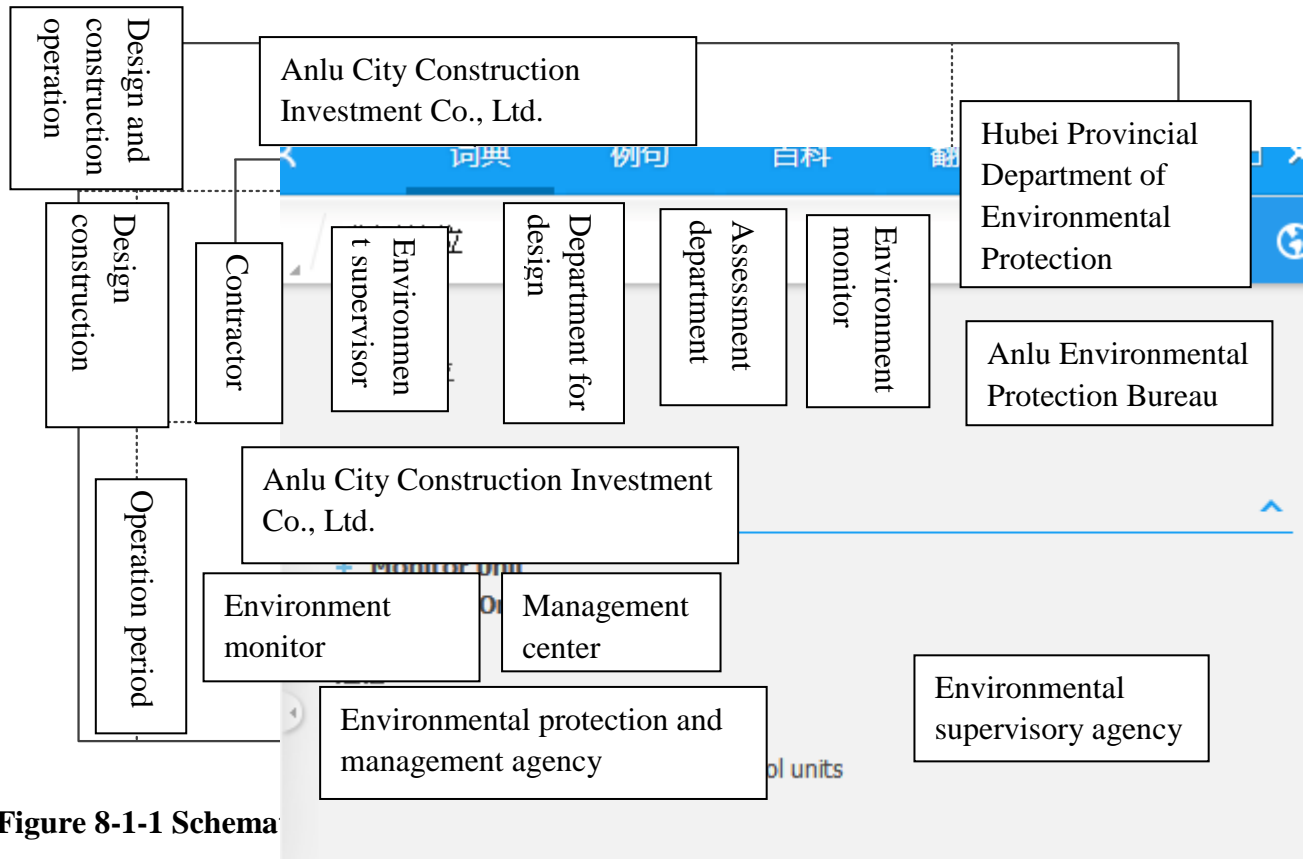 Design and
construction
operation
Anlu City Construction
Investment Co., Ltd.
Hubei Provincial
Department of
Environmental
Protection
词典
例句
百科
Design
construction
Contractor
Environmen
t supervisor
Department for
design
Assessment
department
Environment
monitor
Anlu Environmental
Protection Bureau
Operation period
Anlu City Construction Investment
Co., Ltd.
+ Monitor Unit
Environment
monitor
Management
center
Environmental protection and
management agency
Environmental
supervisory agency
units
Figure 8-1-1